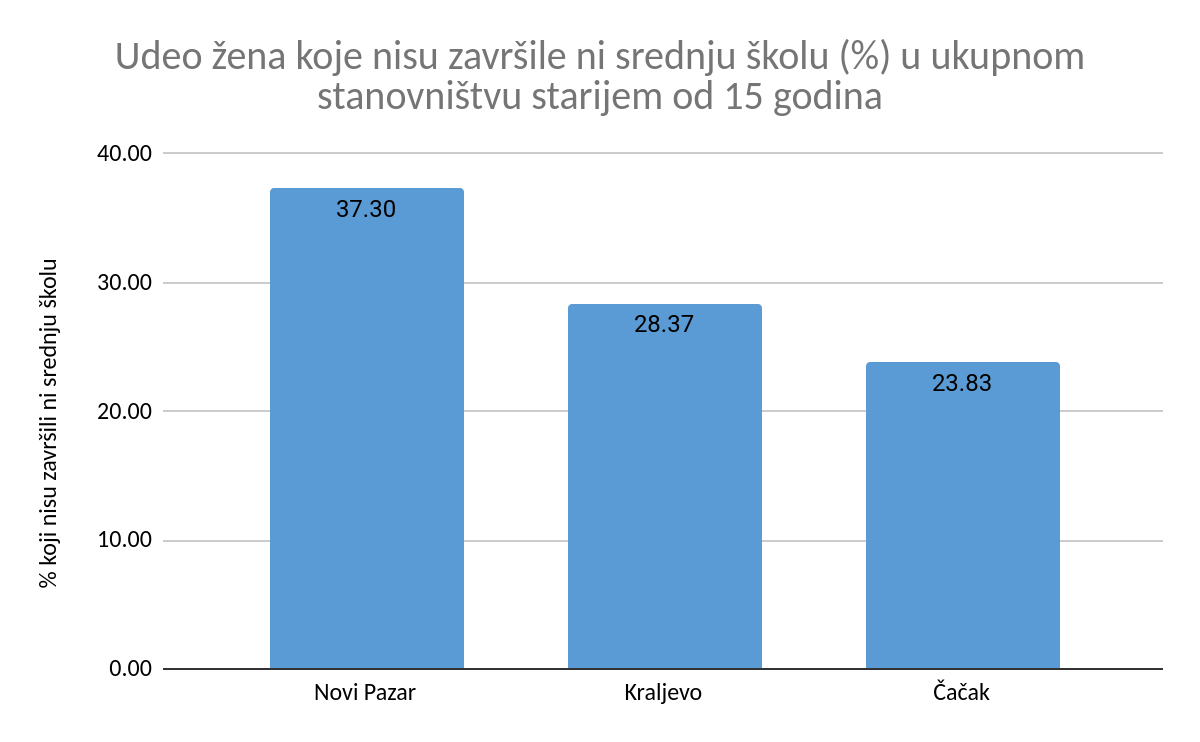 Udeo žena koje nisu završile ni srednju školu (%) u ukupnom
stanovništvu starijem od 15 godina
% koji nisu završili ni srednju školu
40.00
30.00
20.00
10.00
0.00
37.30
28.37
23.83
Novi Pazar
Kraljevo
Čačak